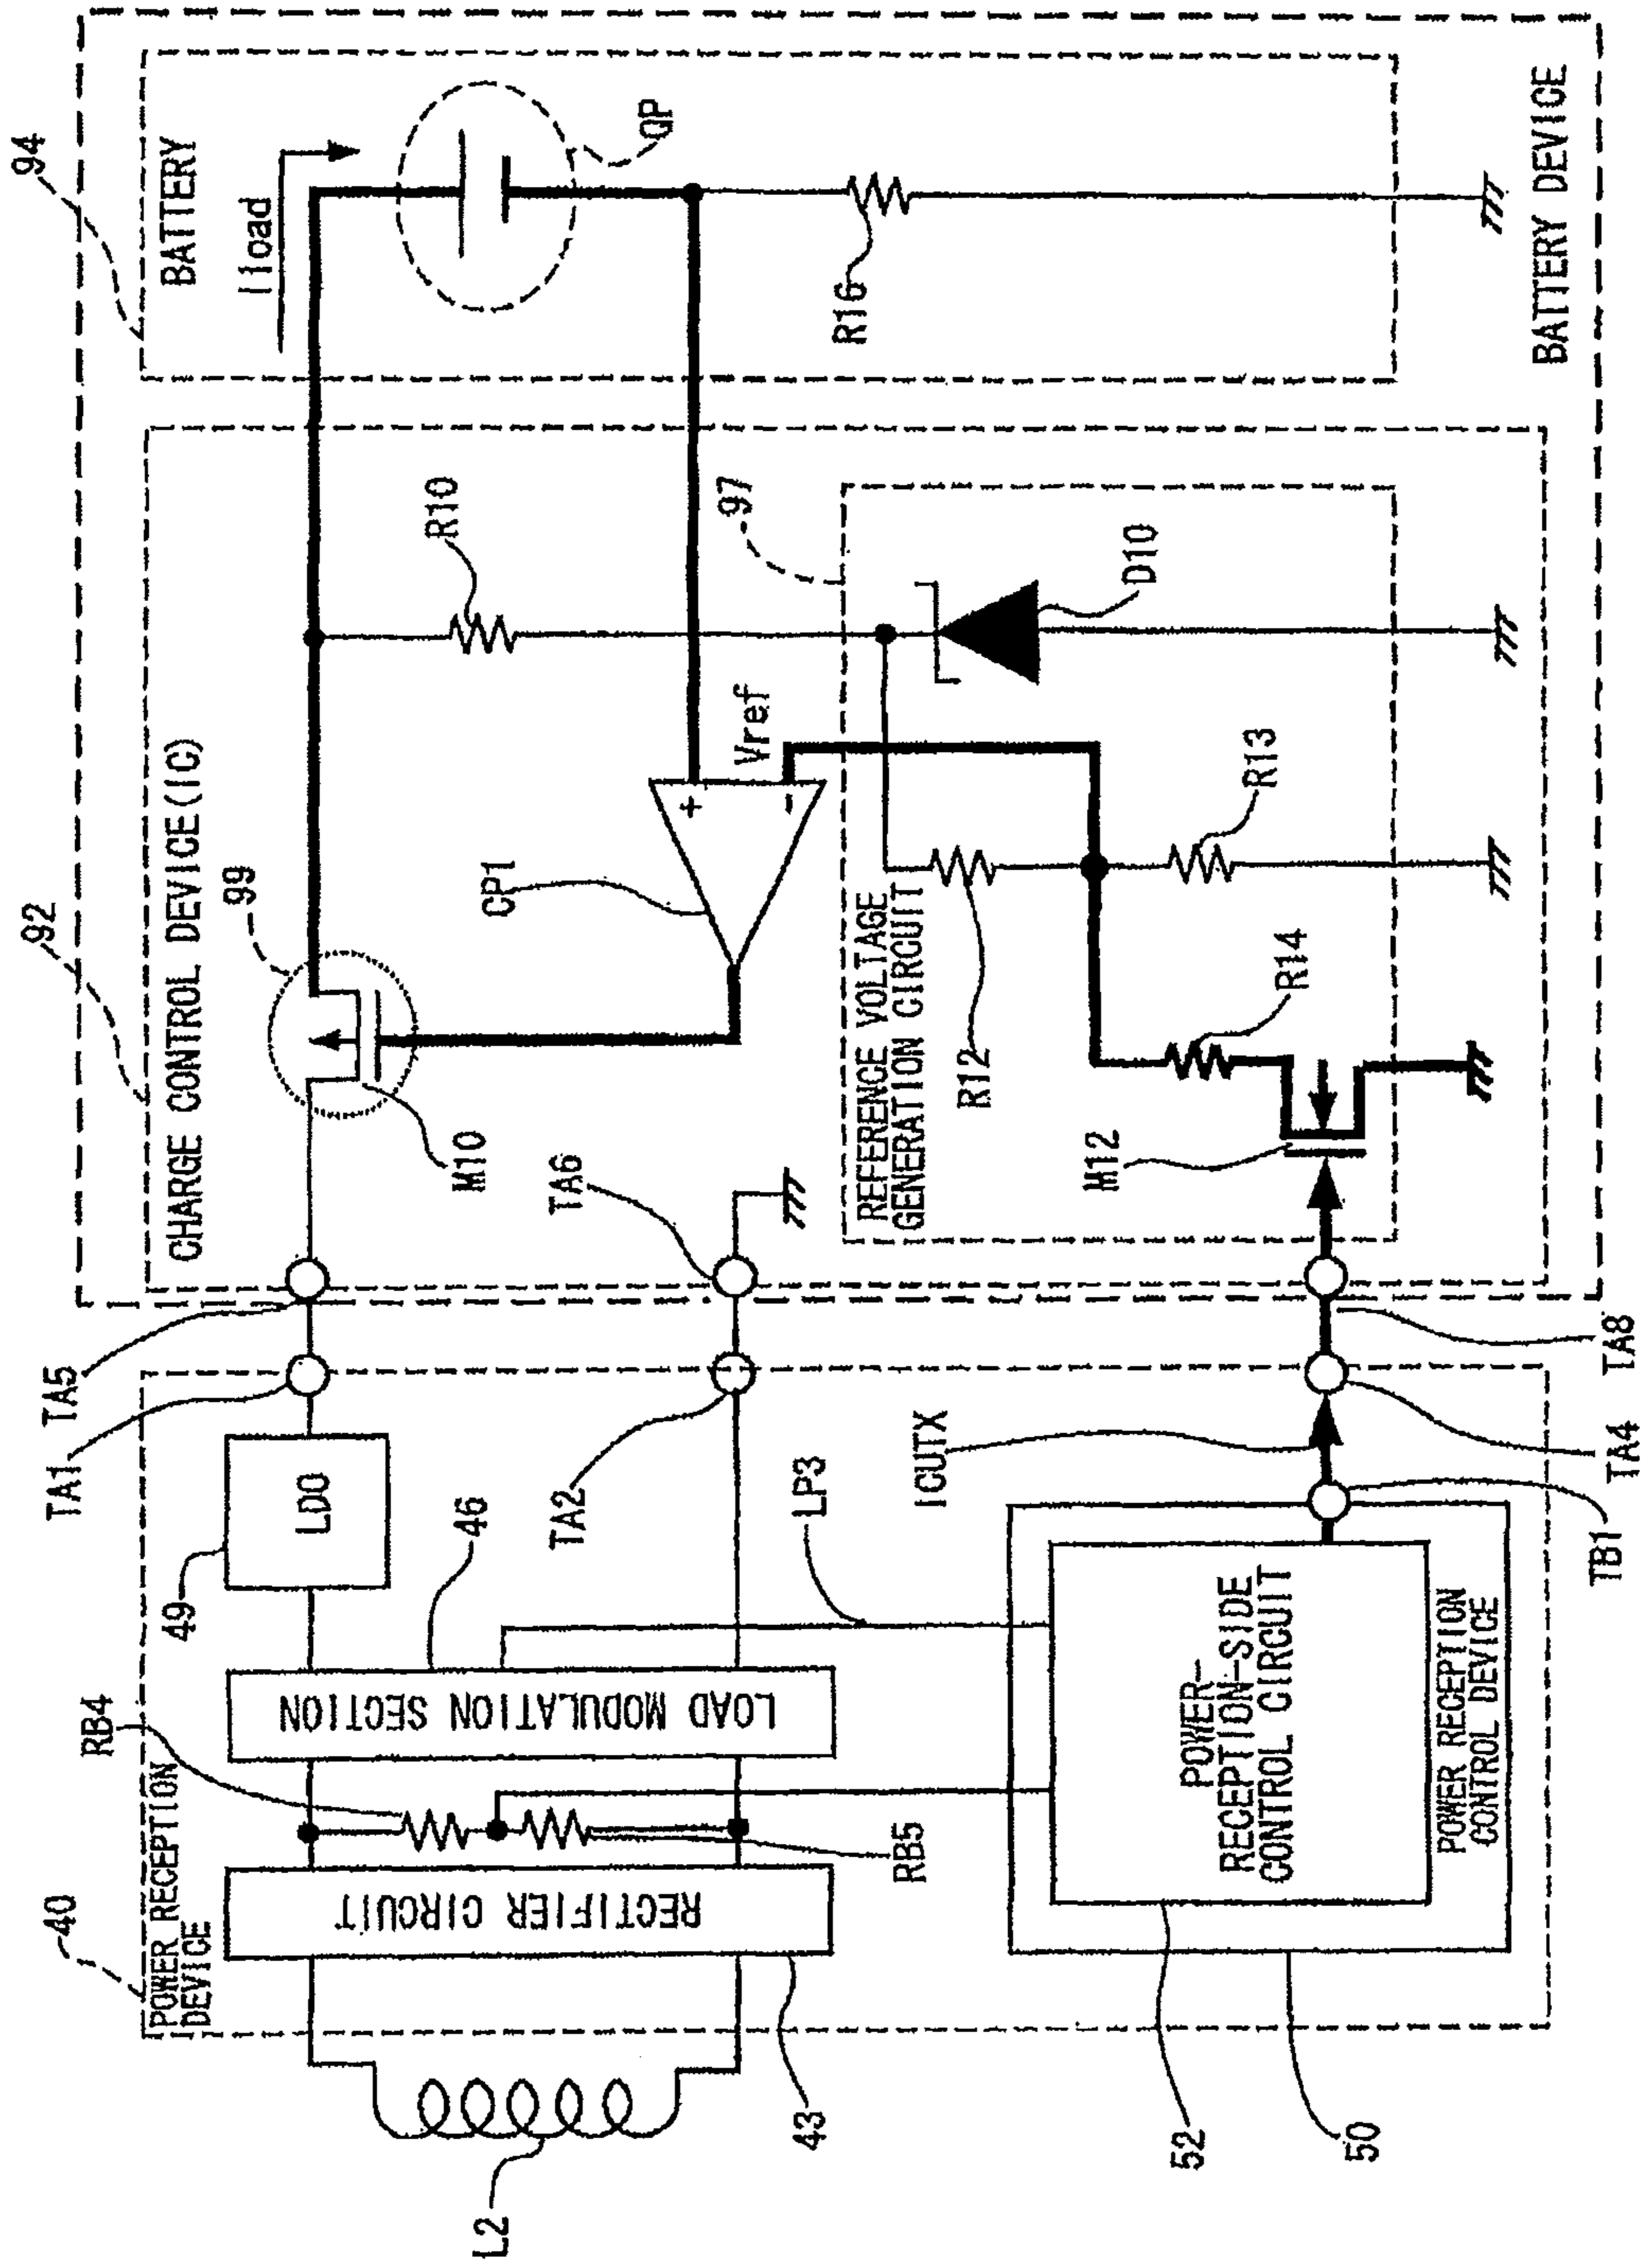 40
POWER RECEPTION
DEVICE
L2
43
RECTIFIER CIRCUIT
RB4
RB5
LOAD MODULATION SECTION
46
49
LDO
LP3
52
50
POWER-
RECEPTION-SIDE
CONTROL CIRCUIT
POWER RECEPTION
CONTROL DEVICE
TB1
ICUTX
TA1
TA2
TA4
TA5
TA6
TA8
92
CHARGE CONTROL DEVICE(IC)
99
M10
CP1
+
-
Vref
R10
97
REFERENCE VOLTAGE
GENERATION CIRCUIT
R12
R13
R14
M12
D10
94
BATTERY
Iload
QP
R16
BATTERY DEVICE